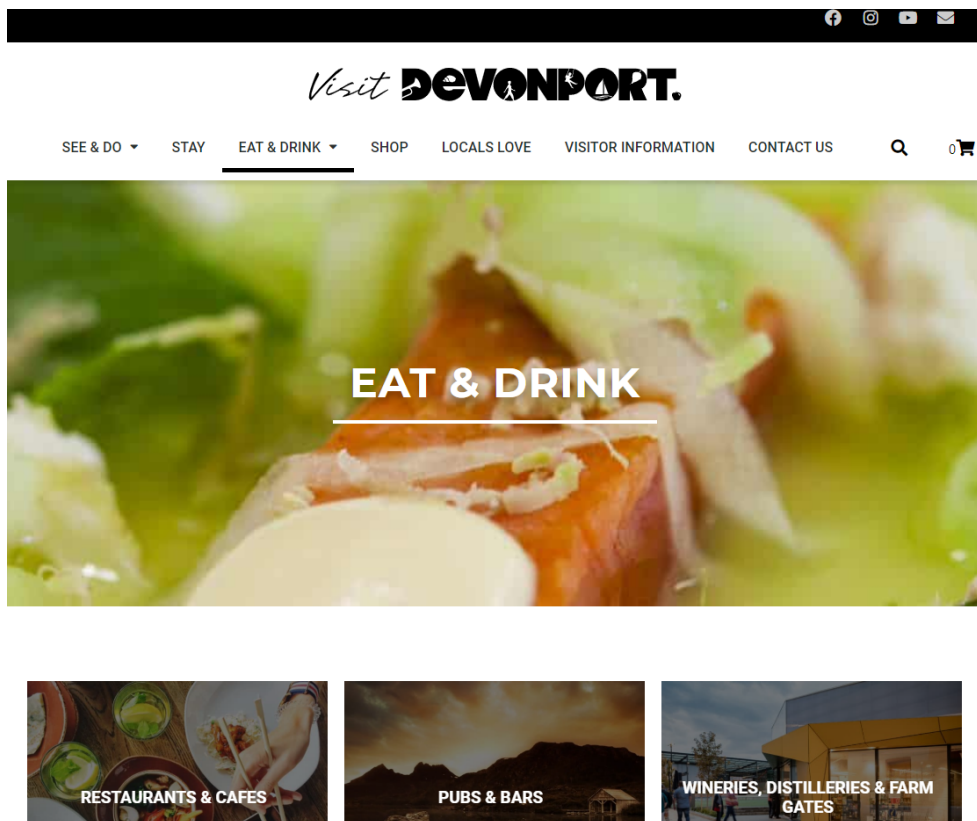 Visit DEVONPORT.
SEE & DO STAY EAT & DRINK SHOP LOCALS LOVE VISITOR INFORMATION CONTACT US 0
EAT & DRINK
RESTAURANTS & CAFES
PUBS & BARS
WINERIES, DISTILLERIES & FARM
GATES